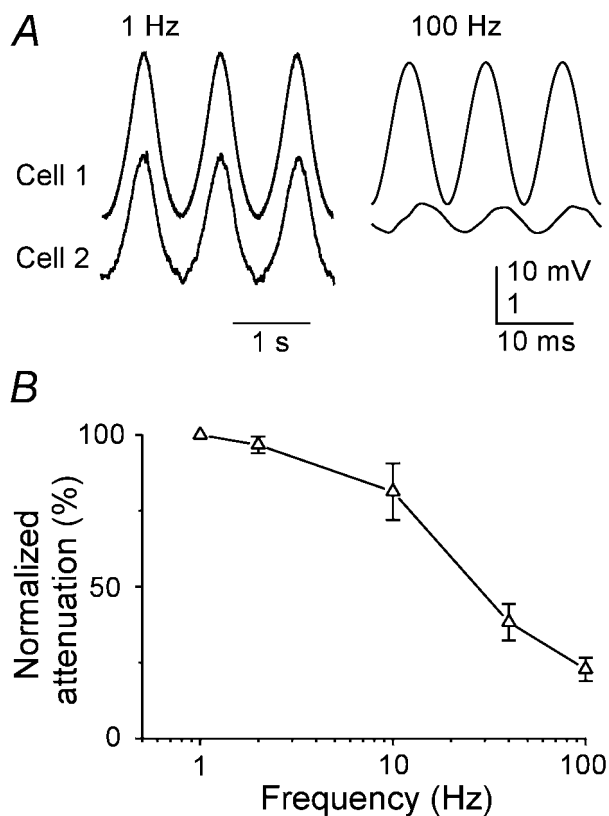 A
1 Hz
100 Hz
Cell 1
Cell 2
1 s
10 mV
1
10 ms
B
Normalized
attenuation (%)
100
50
0
1
10
100
Frequency (Hz)